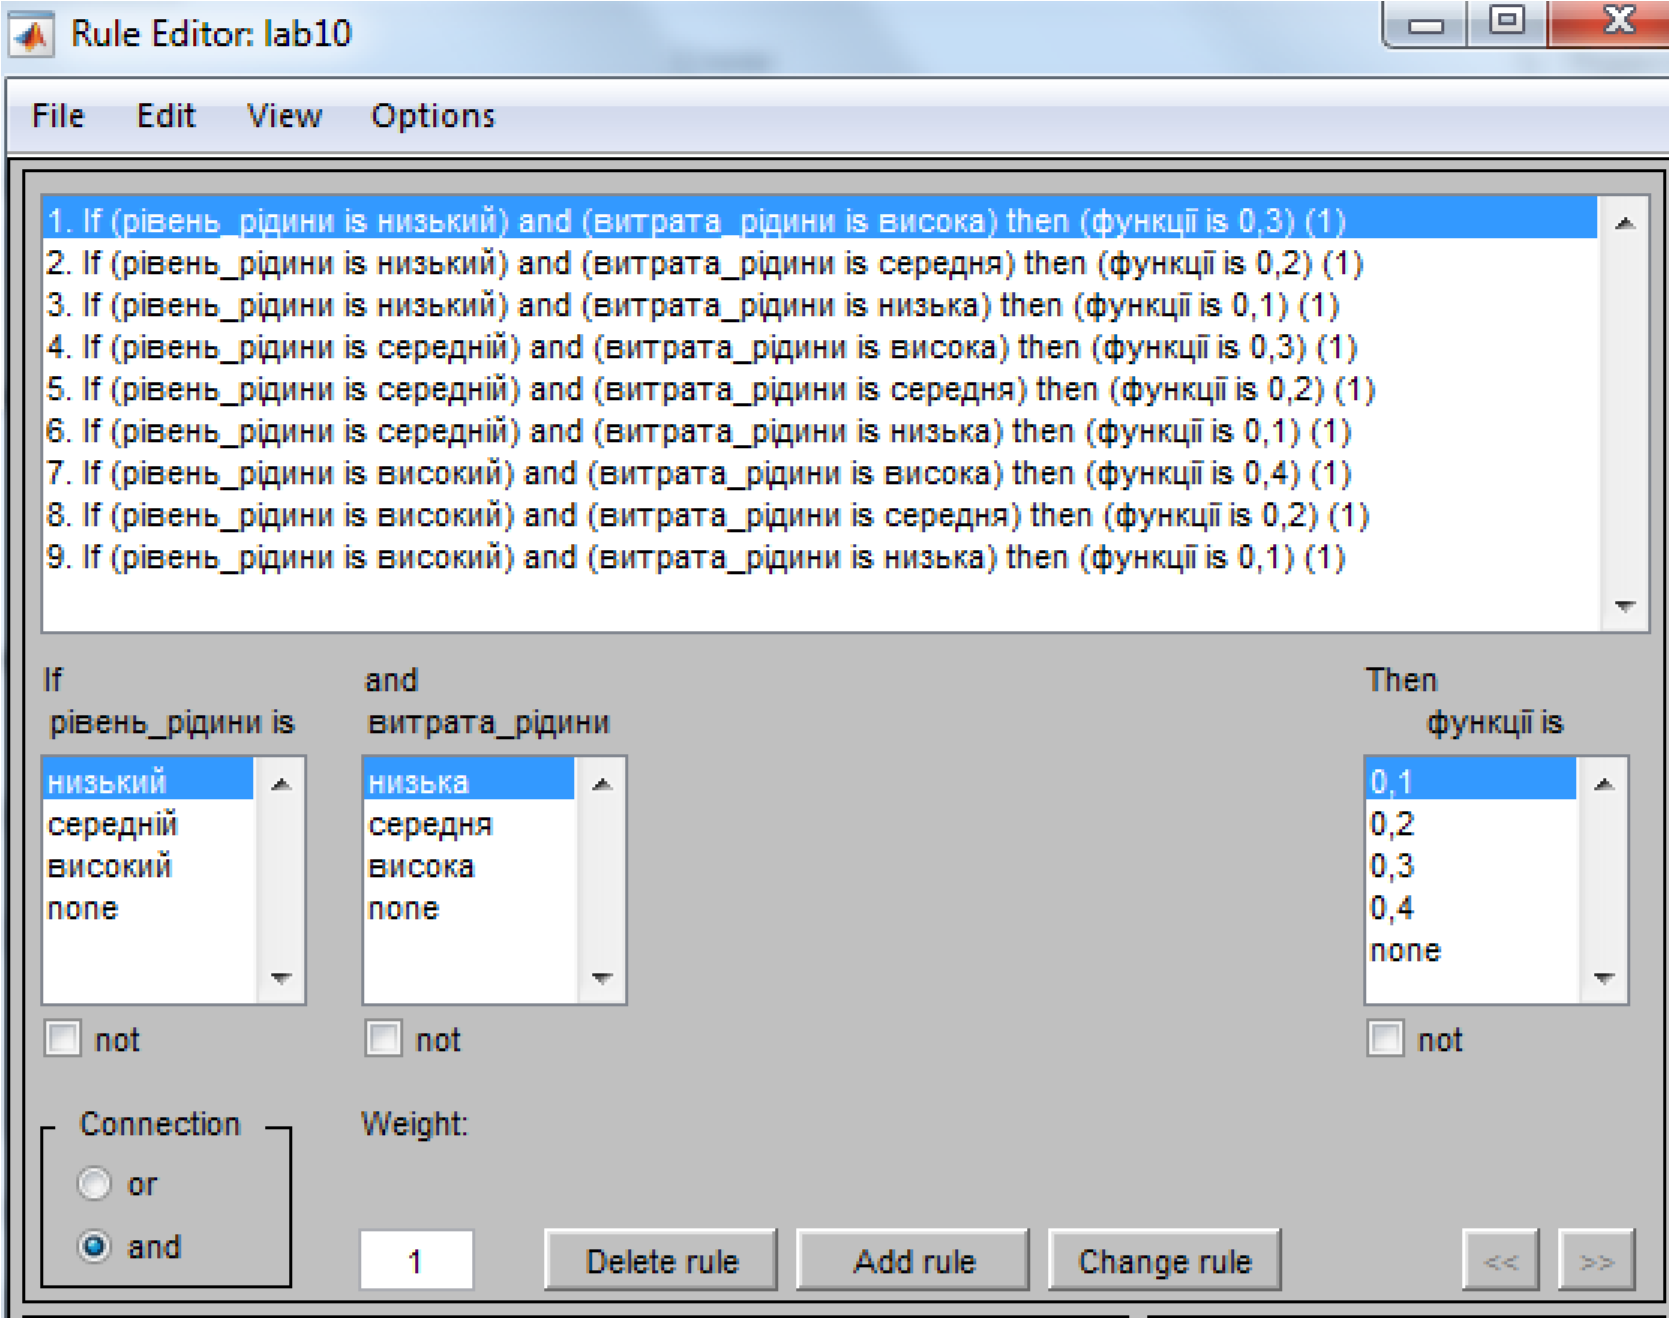 Rule Editor: lab10
File Edit View Options
1. If (рівень_рідини is низький) and (витрата_рідини is висока) then (функції is 0,3) (1)
2. If (рівень_рідини is низький) and (витрата_рідини is середня) then (функції is 0,2) (1)
3. If (рівень_рідини is низький) and (витрата_рідини is низька) then (функції is 0,1) (1)
4. If (рівень_рідини is середній) and (витрата_рідини is висока) then (функції is 0,3) (1)
5. If (рівень_рідини is середній) and (витрата_рідини is середня) then (функції is 0,2) (1)
6. If (рівень_рідини is середній) and (витрата_рідини is низька) then (функції is 0,1) (1)
7. If (рівень_рідини is високий) and (витрата_рідини is висока) then (функції is 0,4) (1)
8. If (рівень_рідини is високий) and (витрата_рідини is середня) then (функції is 0,2) (1)
9. If (рівень_рідини is високий) and (витрата_рідини is низька) then (функції is 0,1) (1)
If and Then
рівень_рідини is витрата_рідини функції is
низький низька 0,1
середній середня 0,2
високий висока 0,3
none none 0,4
none
not not not
Connection Weight:
or
and 1 Delete rule Add rule Change rule << >>